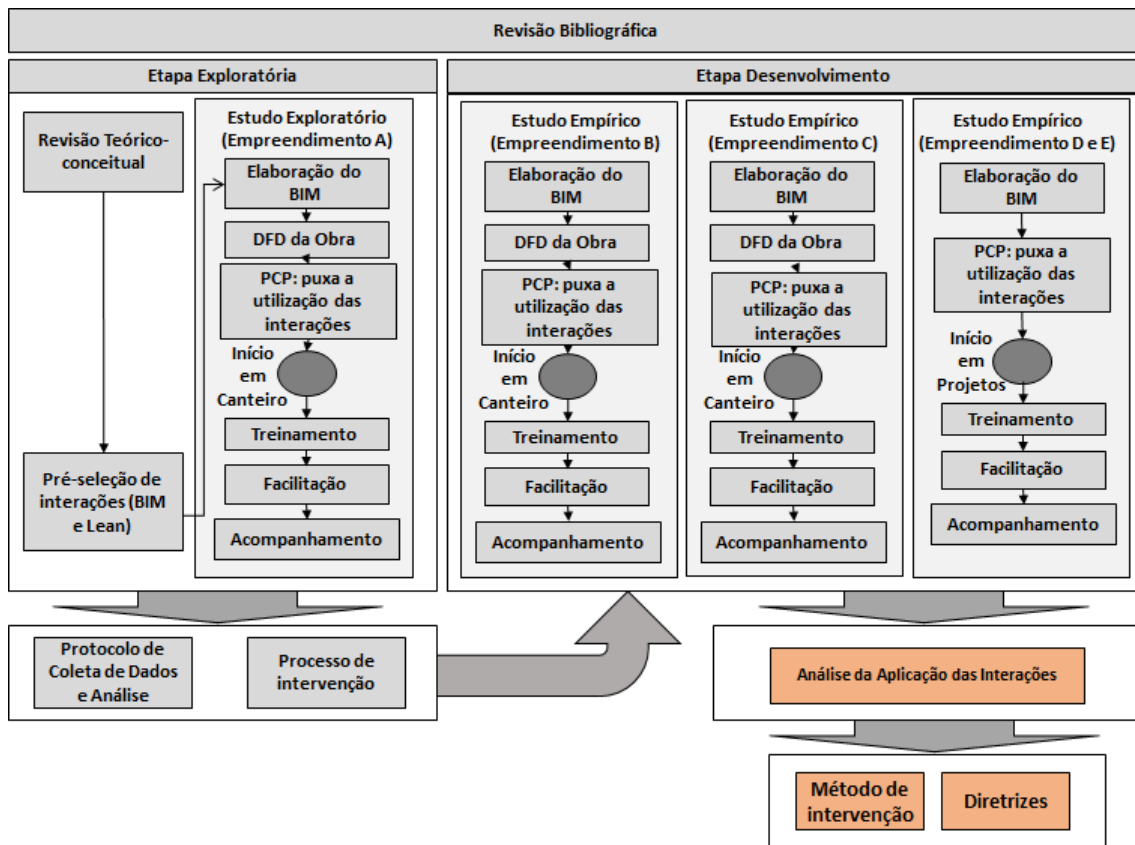 Revisão Bibliográfica
Etapa Exploratória
Revisão Teórico-
conceitual
Pré-seleção de
interações (BIM
e Lean)
Estudo Exploratório
(Empreendimento A)
Elaboração do
BIM
DFD da Obra
PCP: puxa a
utilização das
interações
Início
em
Canteiro
Treinamento
Facilitação
Acompanhamento
Etapa Desenvolvimento
Estudo Empírico
(Empreendimento B)
Elaboração do
BIM
DFD da Obra
PCP: puxa a
utilização das
interações
Início
em
Canteiro
Treinamento
Facilitação
Acompanhamento
Estudo Empírico
(Empreendimento C)
Elaboração do
BIM
DFD da Obra
PCP: puxa a
utilização das
interações
Início
em
Canteiro
Treinamento
Facilitação
Acompanhamento
Estudo Empírico
(Empreendimento D e E)
Elaboração do
BIM
PCP: puxa a
utilização das
interações
Início
em
Projetos
Treinamento
Facilitação
Acompanhamento
Protocolo de
Coleta de Dados
e Análise
Processo de
intervenção
Análise da Aplicação das Interações
Método de
intervenção
Diretrizes